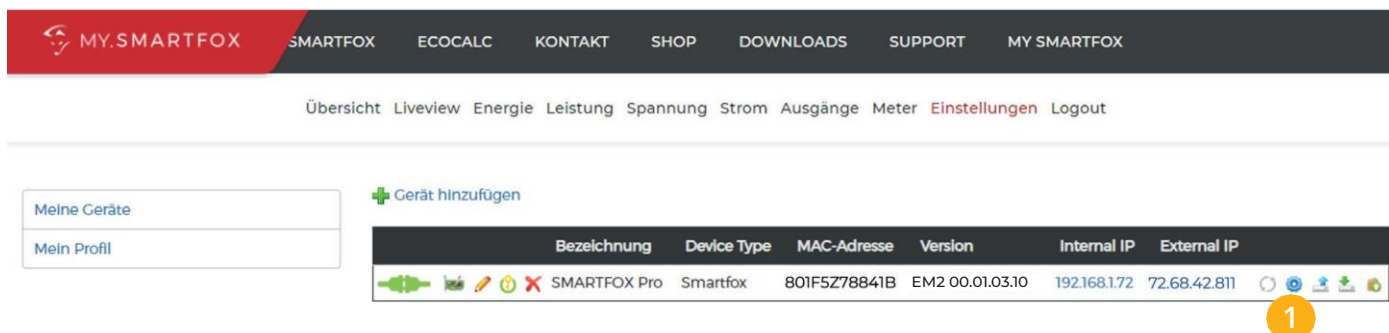 MY.SMARTFOX SMARTFOX ECOCALC KONTAKT SHOP DOWNLOADS SUPPORT MY SMARTFOX
Übersicht Liveview Energie Leistung Spannung Strom Ausgänge Meter Einstellungen Logout
Gerät hinzufügen
Meine Geräte
Mein Profil
Bezeichnung Device Type MAC-Adresse Version Internal IP External IP
SMARTFOX Pro Smartfox 801F5Z78841B EM2 00.01.03.10 192.168.1.72 72.68.42.811
1